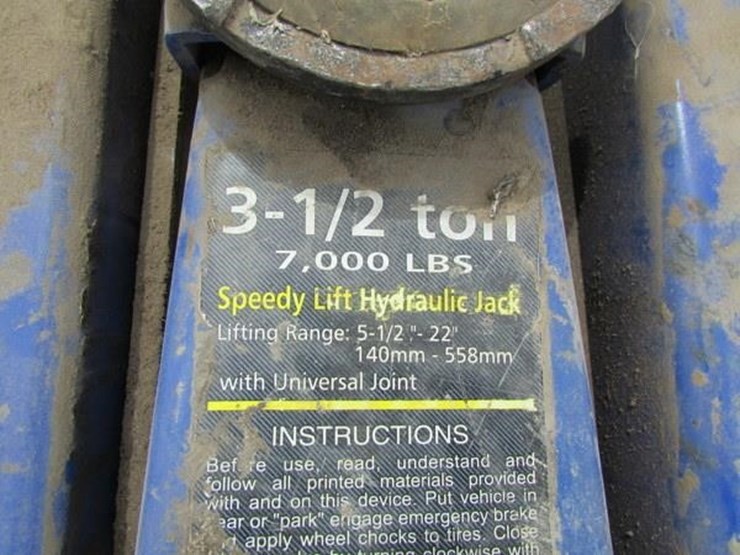 3-1/2 ton
7,000 LBS
Speedy Lift Hydraulic Jack
Lifting Range: 5-1/2"- 22"
140mm - 558mm
with Universal Joint
INSTRUCTIONS
use, read, understand and
follow all printed materials provided
with and on this device. Put vehicle in
or "park" engage emergency brake
apply wheel chocks to tires. Close
by turning clockwise with